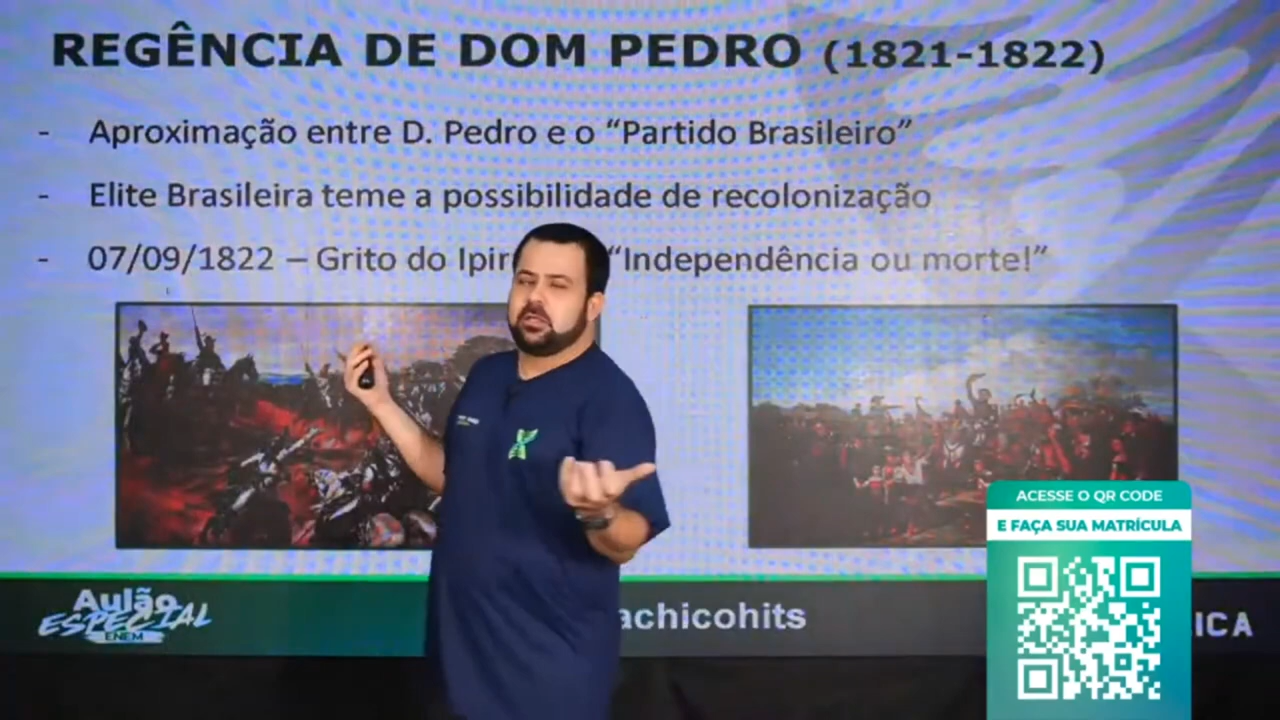 REGÊNCIA DE DOM PEDRO (1821-1822)
- Aproximação entre D. Pedro e o “Partido Brasileiro”
- Elite Brasileira teme a possibilidade de recolonização
- 07/09/1822 – Grito do Ipir “Independência ou morte!”
ACESSE O QR CODE
E FAÇA SUA MATRÍCULA
Aulão
ESPECIAL
ENEM
achicohits
ICA